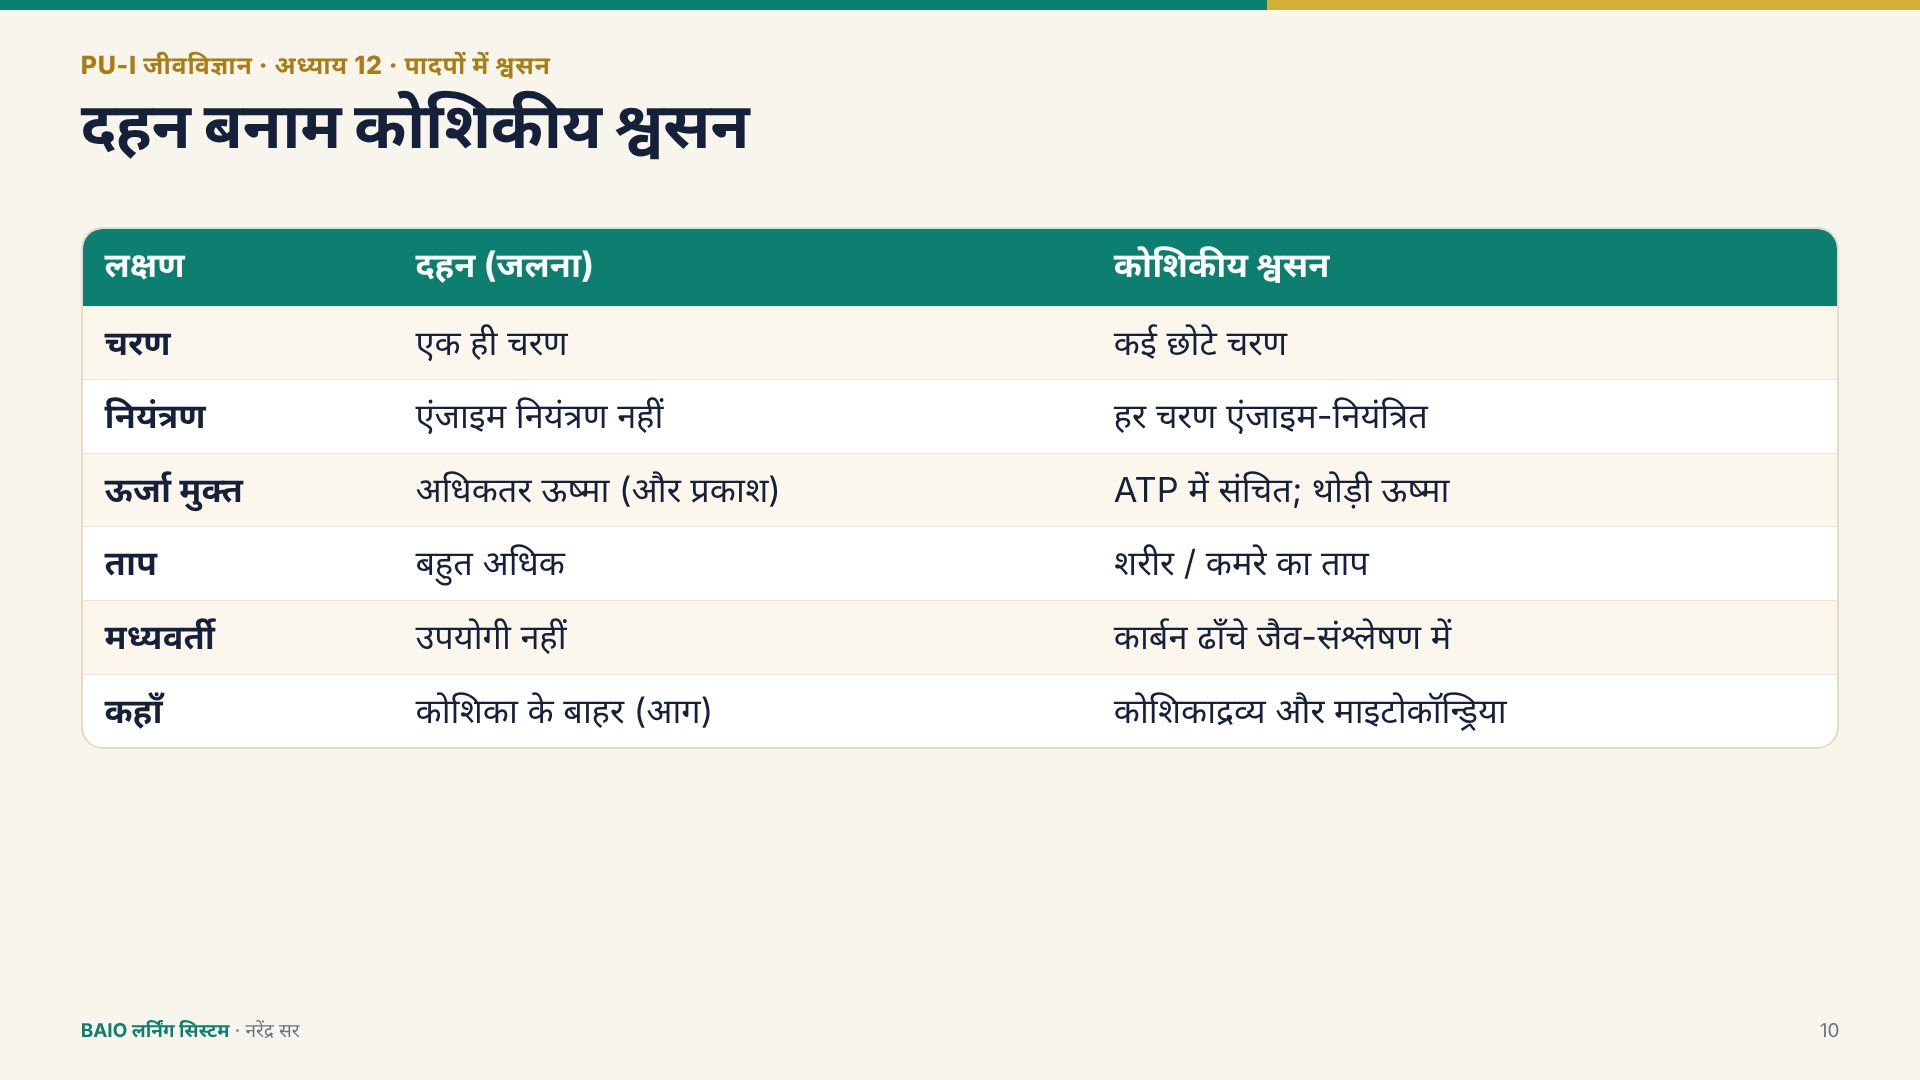 PU-I जीवविज्ञान · अध्याय 12 · पादपों में श्वसन
दहन बनाम कोशिकीय श्वसन
लक्षण दहन (जलना) कोशिकीय श्वसन
चरण एक ही चरण कई छोटे चरण
नियंत्रण एंजाइम नियंत्रण नहीं हर चरण एंजाइम-नियंत्रित
ऊर्जा मुक्त अधिकतर ऊष्मा (और प्रकाश) ATP में संचित; थोड़ी ऊष्मा
ताप बहुत अधिक शरीर / कमरे का ताप
मध्यवर्ती उपयोगी नहीं कार्बन ढाँचे जैव-संश्लेषण में
कहाँ कोशिका के बाहर (आग) कोशिकाद्रव्य और माइटोकॉन्ड्रिया
BAIO लर्निंग सिस्टम · नरेंद्र सर 10